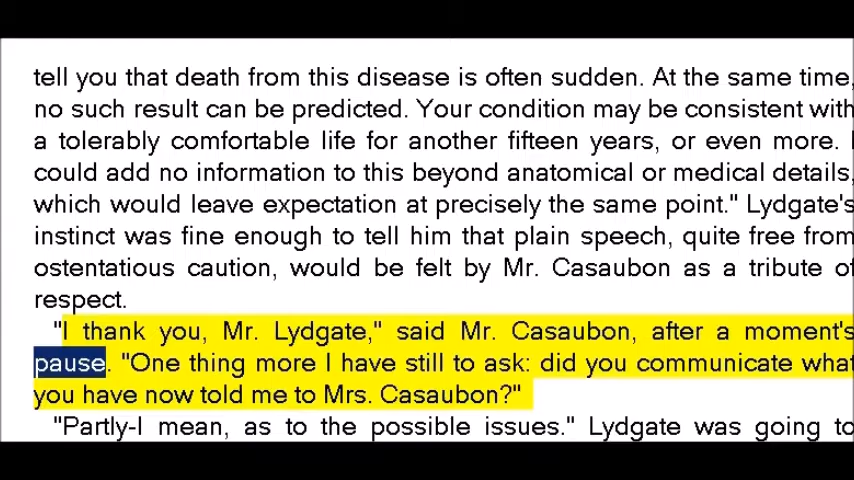 tell you that death from this disease is often sudden. At the same time,
no such result can be predicted. Your condition may be consistent with
a tolerably comfortable life for another fifteen years, or even more. I
could add no information to this beyond anatomical or medical details,
which would leave expectation at precisely the same point." Lydgate's
instinct was fine enough to tell him that plain speech, quite free from
ostentatious caution, would be felt by Mr. Casaubon as a tribute of
respect.
"I thank you, Mr. Lydgate," said Mr. Casaubon, after a moment's
pause. "One thing more I have still to ask: did you communicate what
you have now told me to Mrs. Casaubon?"
"Partly-I mean, as to the possible issues." Lydgate was going to